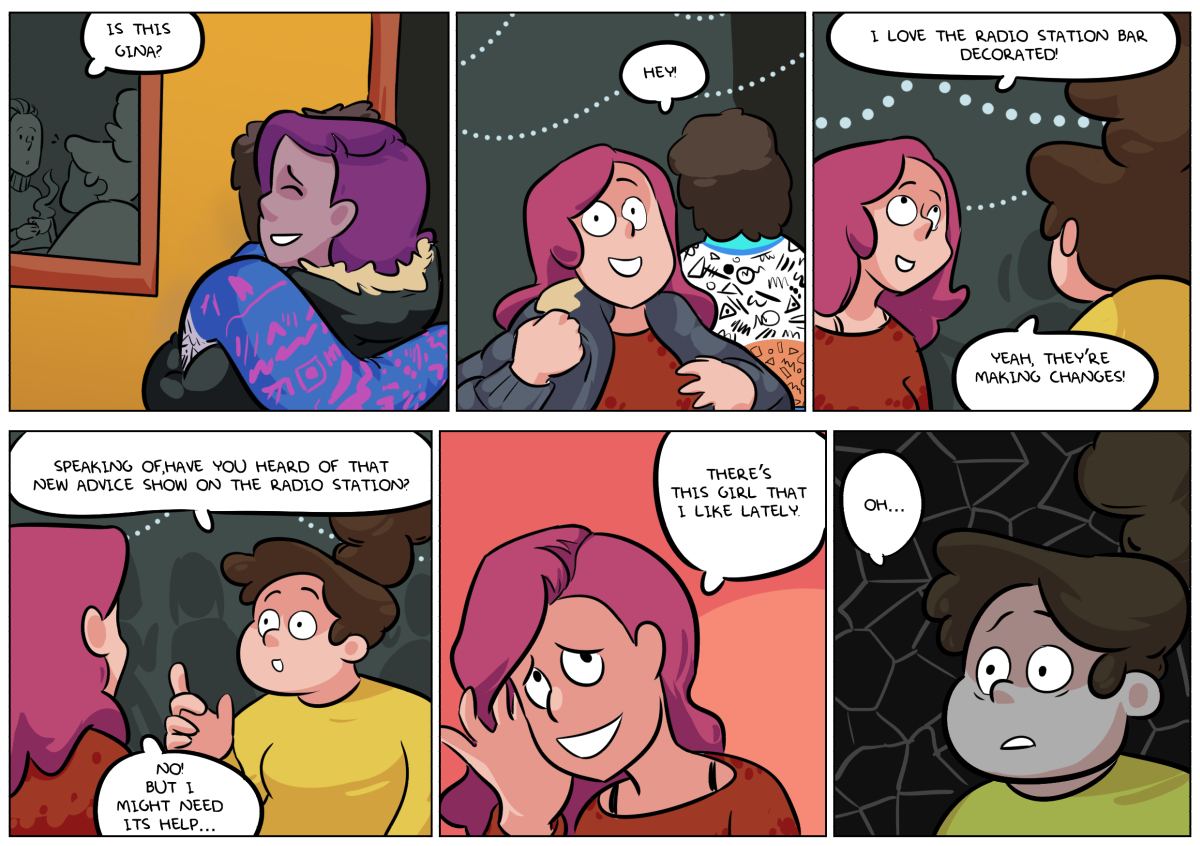 IS THIS
GINA?
HEY!
I LOVE THE RADIO STATION BAR
DECORATED!
YEAH, THEY'RE
MAKING CHANGES!
SPEAKING OF,HAVE YOU HEARD OF THAT
NEW ADVICE SHOW ON THE RADIO STATION?
NO!
BUT I
MIGHT NEED
ITS HELP...
THERE'S
THIS GIRL THAT
I LIKE LATELY.
OH...